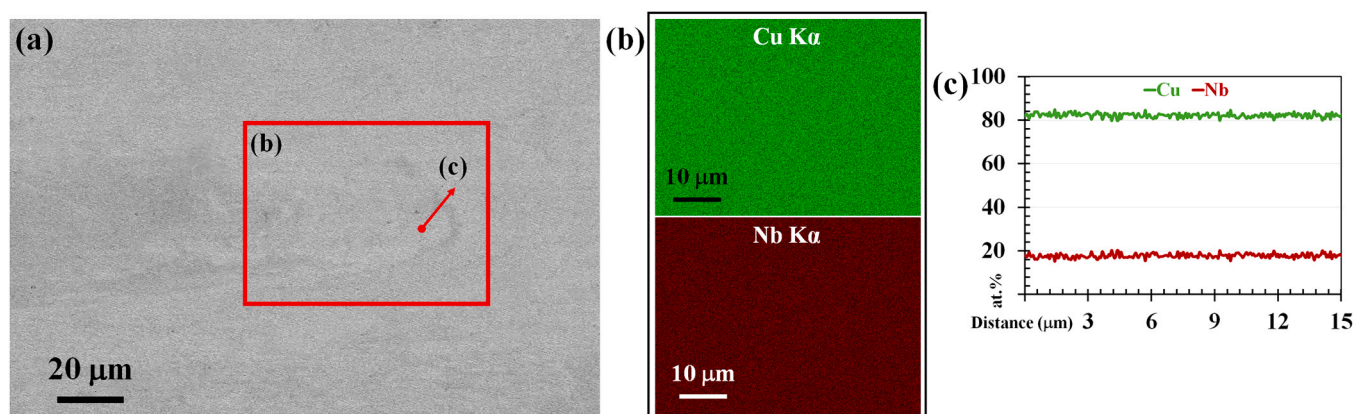 (a)
(b)
(c)
20 μm
(b)
Cu Kα
10 μm
Nb Kα
10 μm
(c)
100
Cu Nb
80
60
40
20
at.%
Distance (μm) 3 6 9 12 15